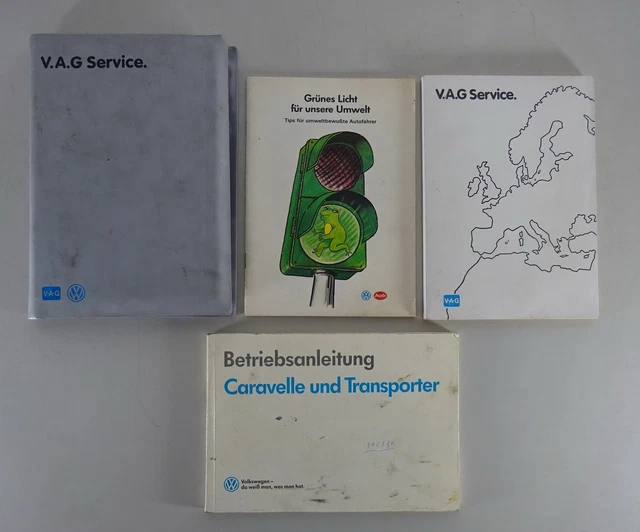 V.A.G Service.
V·A·G
Grünes Licht
für unsere Umwelt
Tips für umweltbewußte Autofahrer
Audi
V.A.G Service.
V·A·G
Betriebsanleitung
Caravelle und Transporter
Volkswagen –
da weiß man, was man hat.